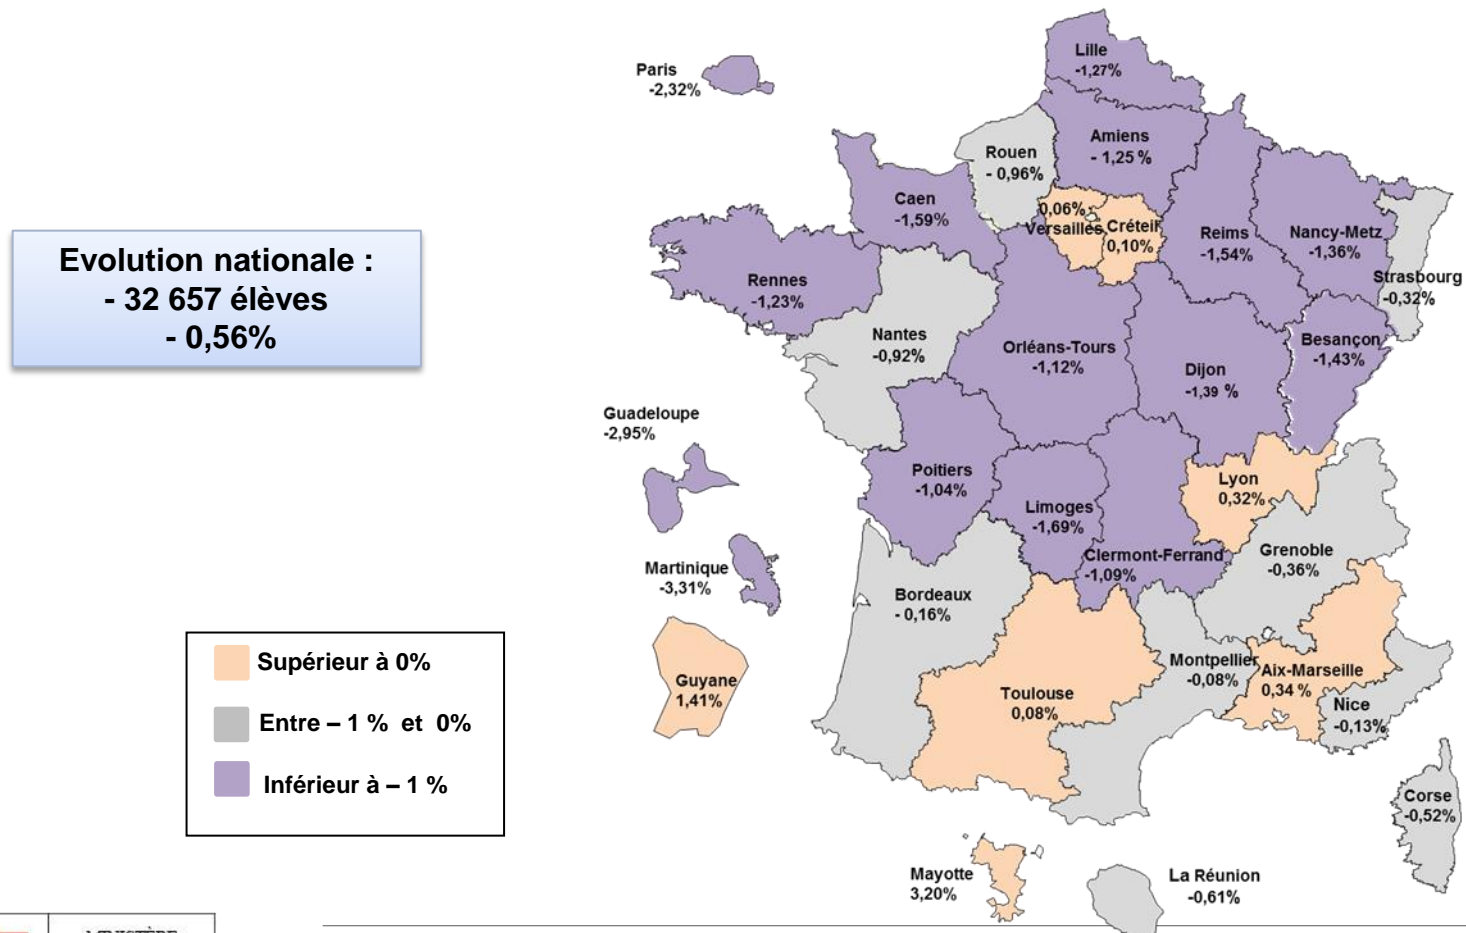 Lille
-1,27%
Paris
-2,32%
Amiens
- 1,25 %
Rouen
- 0,96%
Caen
-1,59%
0,06%
Versailles
Créteil
0,10%
Reims
-1,54%
Nancy-Metz
-1,36%
Strasbourg
-0,32%
Evolution nationale :
- 32 657 élèves
- 0,56%
Rennes
-1,23%
Nantes
-0,92%
Orléans-Tours
-1,12%
Dijon
-1,39 %
Besançon
-1,43%
Guadeloupe
-2,95%
Poitiers
-1,04%
Limoges
-1,69%
Lyon
0,32%
Clermont-Ferrand
-1,09%
Grenoble
-0,36%
Martinique
-3,31%
Bordeaux
- 0,16%
Guyane
1,41%
Toulouse
0,08%
Montpellier
-0,08%
Aix-Marseille
0,34 %
Nice
-0,13%
Supérieur à 0%
Entre – 1 % et 0%
Inférieur à – 1 %
Corse
-0,52%
Mayotte
3,20%
La Réunion
-0,61%
MINISTÈRE